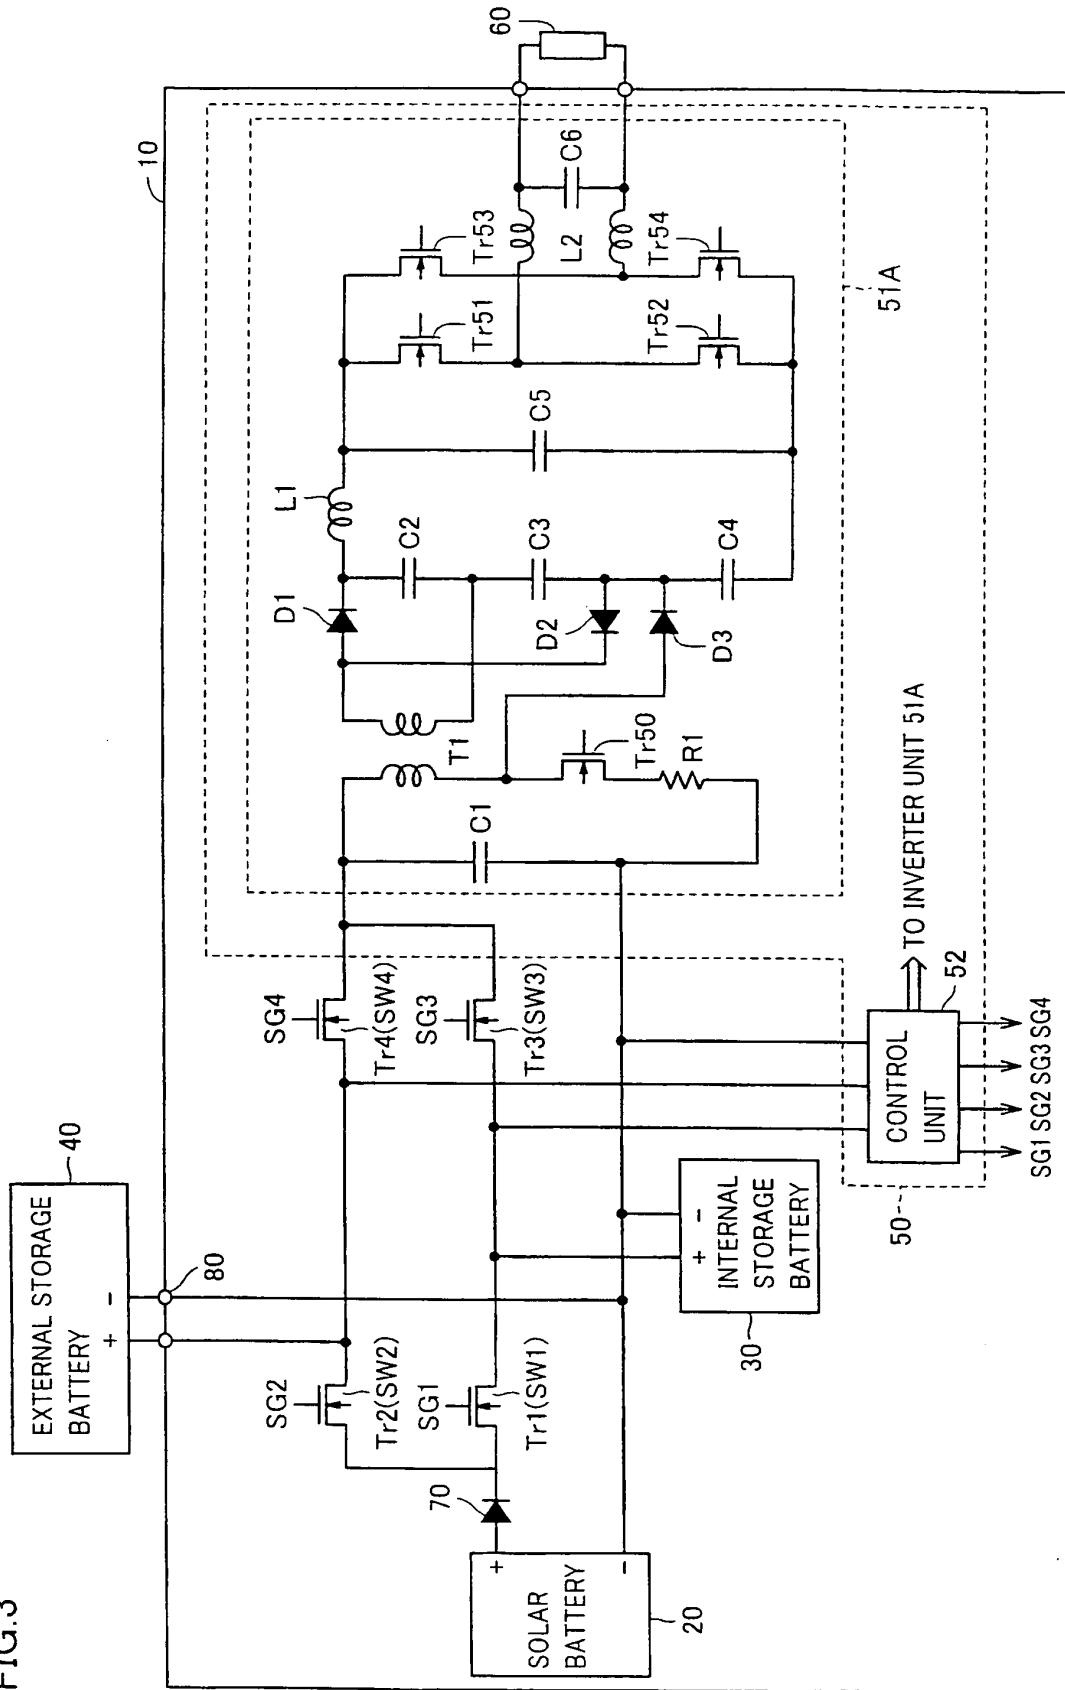 FIG.3
10
EXTERNAL STORAGE
BATTERY
+
-
40
80
SG2
Tr2(SW2)
SG1
Tr1(SW1)
70
SOLAR
BATTERY
+
-
20
INTERNAL
STORAGE
BATTERY
+
-
30
SG4
Tr4(SW4)
SG3
Tr3(SW3)
CONTROL
UNIT
52
50
SG1 SG2 SG3 SG4
TO INVERTER UNIT 51A
51A
C1
T1
Tr50
R1
D1
D2
D3
L1
C2
C3
C4
C5
Tr51
Tr52
Tr53
Tr54
L2
C6
60